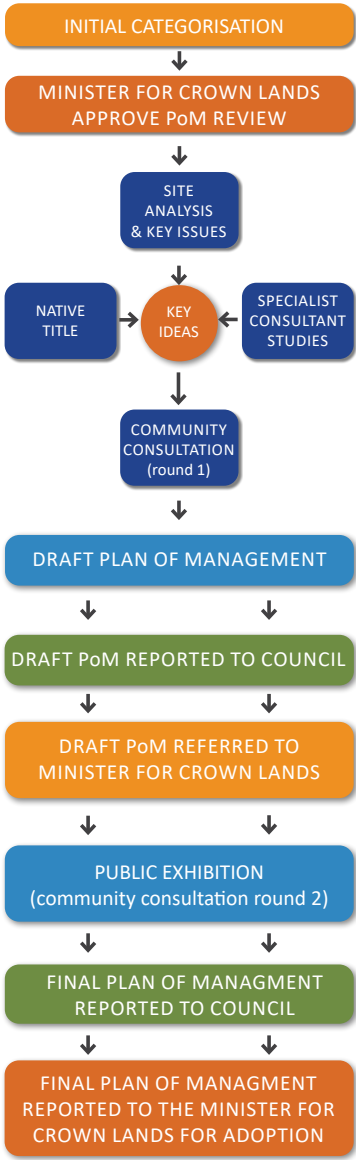 INITIAL CATEGORISATION
MINISTER FOR CROWN LANDS
APPROVE PoM REVIEW
SITE
ANALYSIS
& KEY ISSUES
NATIVE
TITLE
KEY
IDEAS
SPECIALIST
CONSULTANT
STUDIES
COMMUNITY
CONSULTATION
(round 1)
DRAFT PLAN OF MANAGEMENT
DRAFT PoM REPORTED TO COUNCIL
DRAFT PoM REFERRED TO
MINISTER FOR CROWN LANDS
PUBLIC EXHIBITION
(community consultation round 2)
FINAL PLAN OF MANAGMENT
REPORTED TO COUNCIL
FINAL PLAN OF MANAGMENT
REPORTED TO THE MINISTER FOR
CROWN LANDS FOR ADOPTION